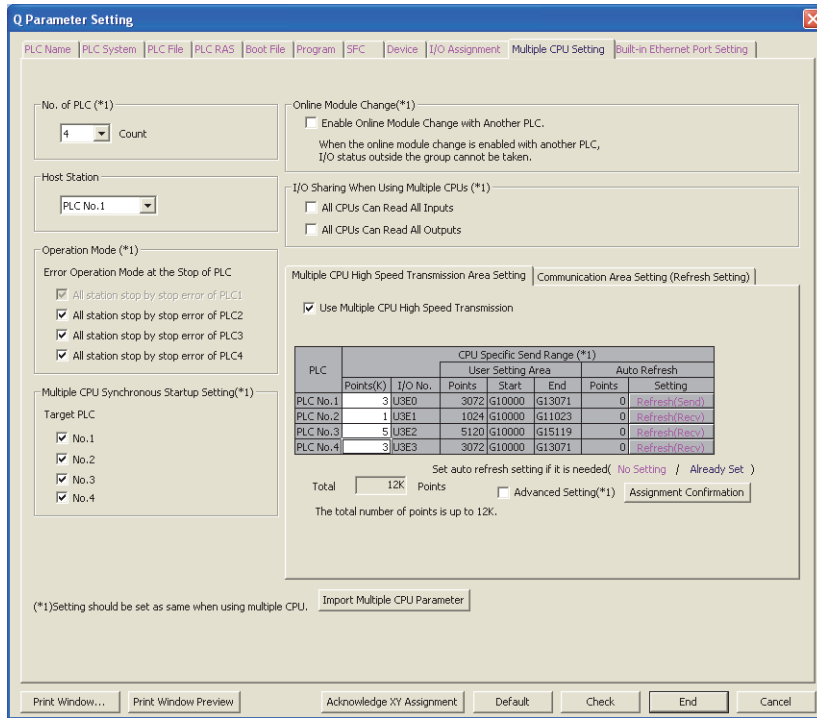 Q Parameter Setting
PLC Name PLC System PLC File PLC RAS Boot File Program SFC Device I/O Assignment Multiple CPU Setting Built-in Ethernet Port Setting
No. of PLC (*1)
4 Count
Host Station
PLC No.1
Operation Mode (*1)
Error Operation Mode at the Stop of PLC
All station stop by stop error of PLC1
All station stop by stop error of PLC2
All station stop by stop error of PLC3
All station stop by stop error of PLC4
Multiple CPU Synchronous Startup Setting(*1)
Target PLC
No.1
No.2
No.3
No.4
Online Module Change(*1)
Enable Online Module Change with Another PLC.
When the online module change is enabled with another PLC,
I/O status outside the group cannot be taken.
I/O Sharing When Using Multiple CPUs (*1)
All CPUs Can Read All Inputs
All CPUs Can Read All Outputs
Multiple CPU High Speed Transmission Area Setting Communication Area Setting (Refresh Setting)
Use Multiple CPU High Speed Transmission
PLC CPU Specific Send Range (*1)
User Setting Area Auto Refresh
Points(K) I/O No. Points Start End Points Setting
PLC No.1 3 U3E0 3072 G10000 G13071 0 Refresh(Send)
PLC No.2 1 U3E1 1024 G10000 G11023 0 Refresh(Recv)
PLC No.3 5 U3E2 5120 G10000 G15119 0 Refresh(Recv)
PLC No.4 3 U3E3 3072 G10000 G13071 0 Refresh(Recv)
Set auto refresh setting if it is needed( No Setting / Already Set )
Total 12K Points Advanced Setting(*1) Assignment Confirmation
The total number of points is up to 12K.
(*1)Setting should be set as same when using multiple CPU. Import Multiple CPU Parameter
Print Window... Print Window Preview Acknowledge XY Assignment Default Check End Cancel